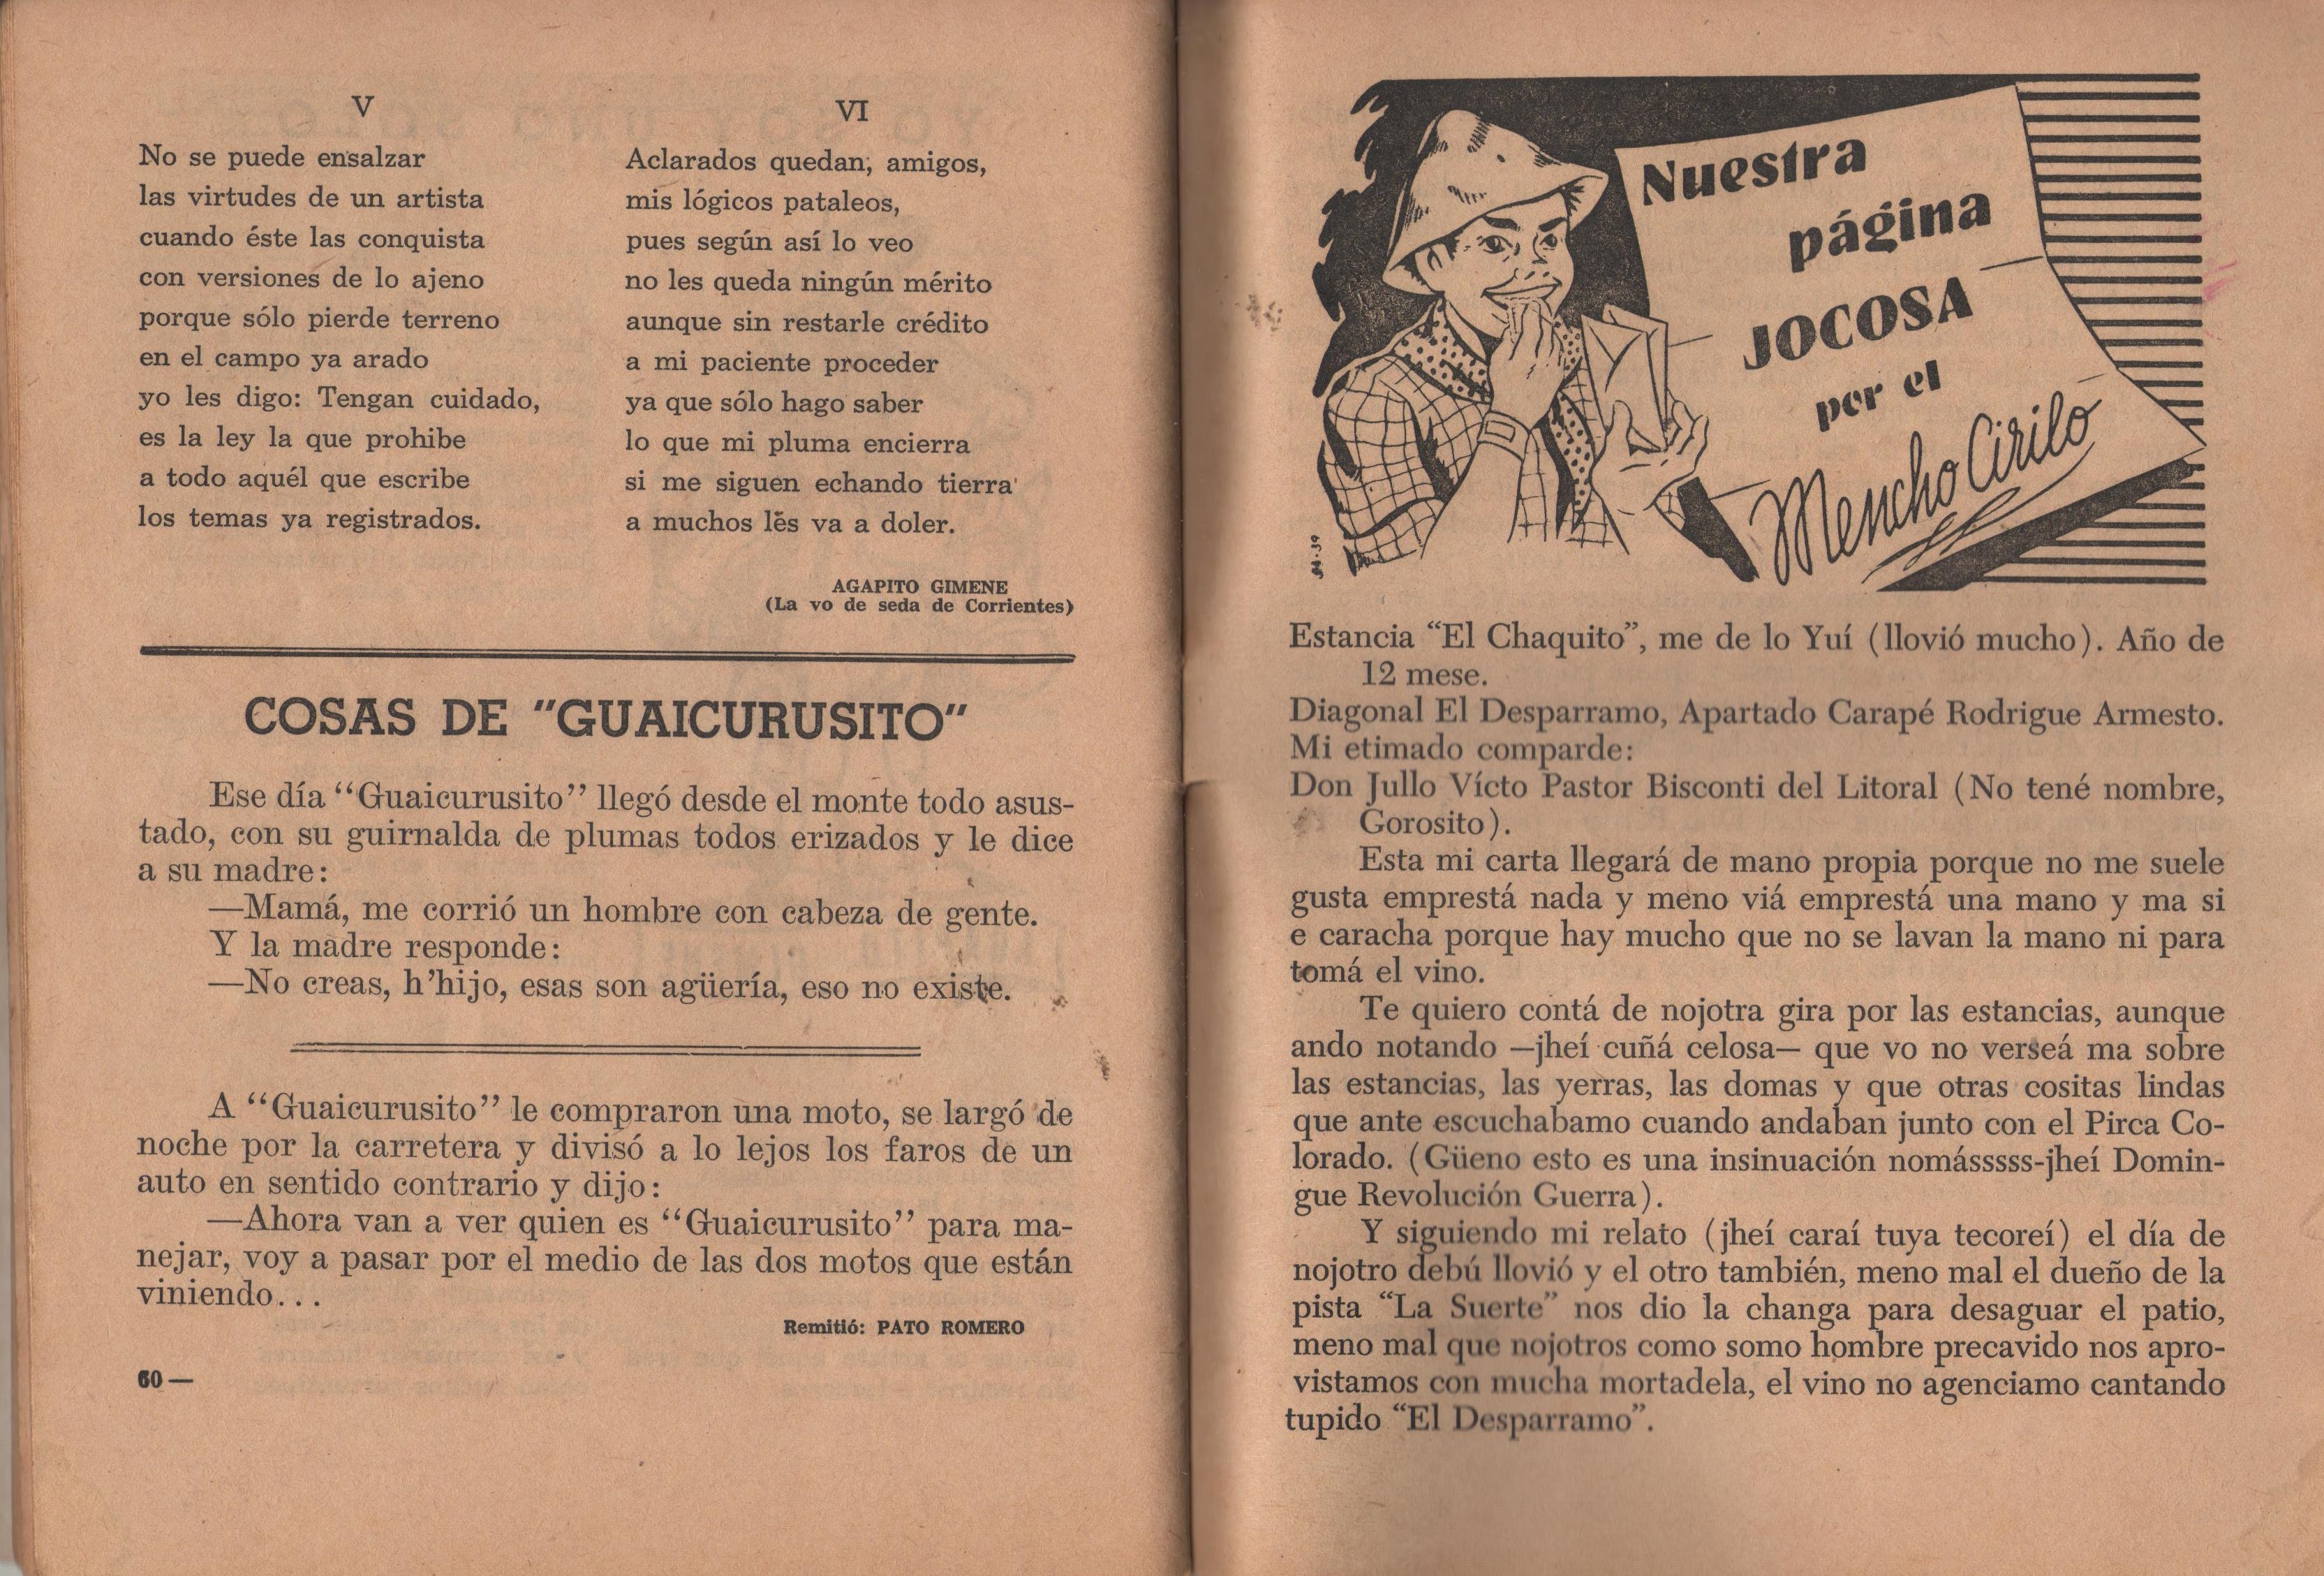 V
No se puede ensalzar
las virtudes de un artista
cuando éste las conquista
con versiones de lo ajeno
porque sólo pierde terreno
en el campo ya arado
yo les digo: Tengan cuidado,
es la ley la que prohibe
a todo aquél que escribe
los temas ya registrados.
VI
Aclarados quedan, amigos,
mis lógicos pataleos,
pues según así lo veo
no les queda ningún mérito
aunque sin restarle crédito
a mi paciente proceder
ya que sólo hago saber
lo que mi pluma encierra
si me siguen echando tierra
a muchos les va a doler.
AGAPITO GIMENE
(La vo de seda de Corrientes)
COSAS DE "GUAICURUSITO"
Ese día "Guaicurusito" llegó desde el monte todo asus-
tado, con su guirnalda de plumas todos erizados y le dice
a su madre:
—Mamá, me corrió un hombre con cabeza de gente.
Y la madre responde:
—No creas, h'hijo, esas son agüería, eso no existe.
A "Guaicurusito" le compraron una moto, se largó de
noche por la carretera y divisó a lo lejos los faros de un
auto en sentido contrario y dijo:
—Ahora van a ver quien es "Guaicurusito" para ma-
nejar, voy a pasar por el medio de las dos motos que están
viniendo...
Remitió: PATO ROMERO
60 —
Nuestra
página
JOCOSA
por el
Mencho Cirilo
Estancia "El Chaquito", me de lo Yuí (llovió mucho). Año de
12 mese.
Diagonal El Desparramo, Apartado Carapé Rodrigue Armesto.
Mi etimado comparde:
Don Jullo Vícto Pastor Bisconti del Litoral (No tené nombre,
Gorosito).
Esta mi carta llegará de mano propia porque no me suele
gusta emprestá nada y meno viá emprestá una mano y ma si
e caracha porque hay mucho que no se lavan la mano ni para
tomá el vino.
Te quiero contá de nojotra gira por las estancias, aunque
ando notando —jheí cuñá celosa— que vo no verseá ma sobre
las estancias, las yerras, las domas y que otras cositas lindas
que ante escuchabamo cuando andaban junto con el Pirca Co-
lorado. (Güeno esto es una insinuación nomásssss-jheí Domin-
gue Revolución Guerra).
Y siguiendo mi relato (jheí caraí tuya tecoreí) el día de
nojotro debú llovió y el otro también, meno mal el dueño de la
pista "La Suerte" nos dio la changa para desaguar el patio,
meno mal que nojotros como somo hombre precavido nos apro-
vistamos con mucha mortadela, el vino no agenciamo cantando
tupido "El Desparramo".